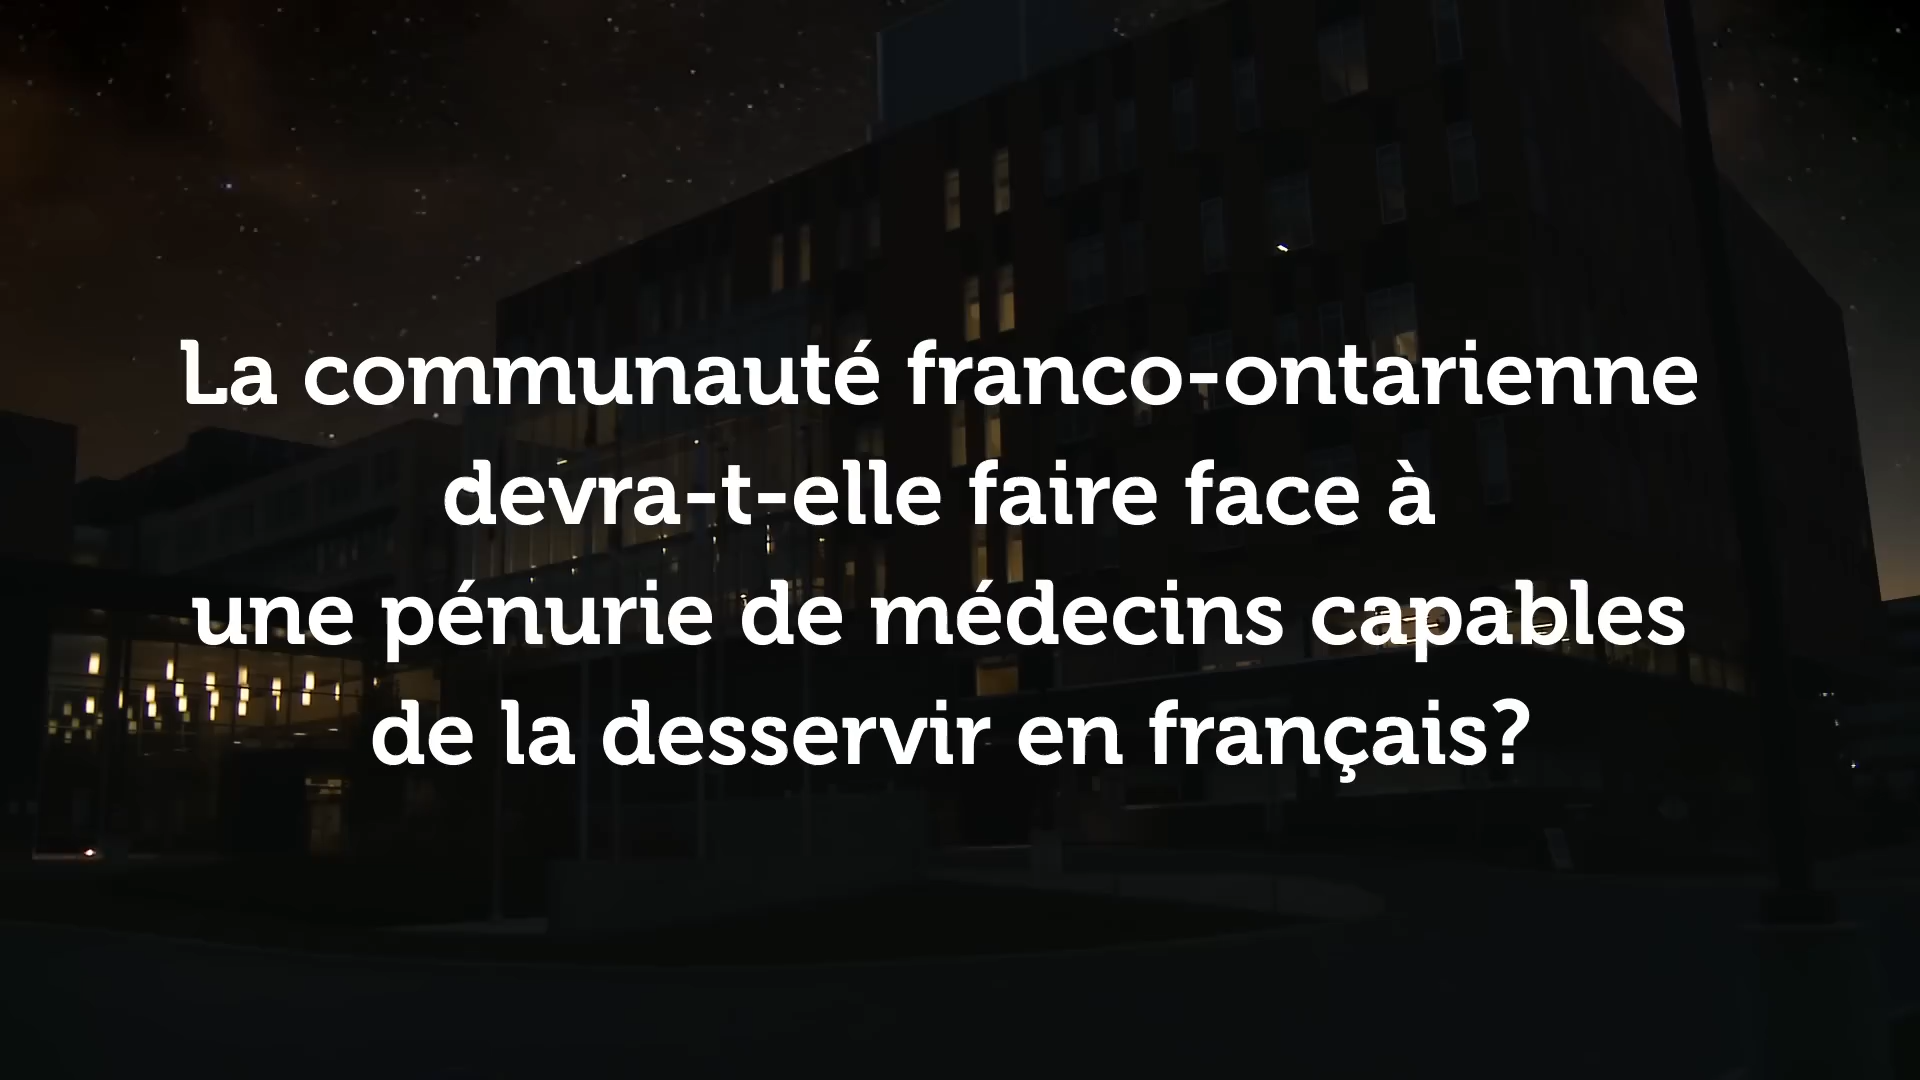 La communauté franco-ontarienne
devra-t-elle faire face à
une pénurie de médecins capables
de la desservir en français?